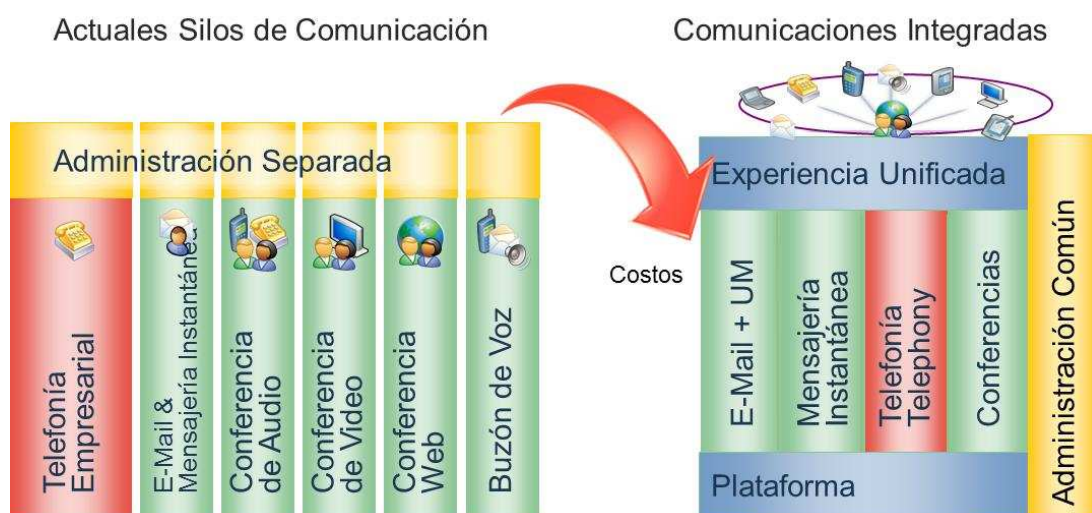 Actuales Silos de Comunicación
Comunicaciones Integradas
Administración Separada
Telefonía
Empresarial
E-Mail &
Mensajería Instantánea
Conferencia
de Audio
Conferencia
de Video
Conferencia
Web
Buzón de Voz
Costos
Experiencia Unificada
E-Mail + UM
Mensajería
Instantánea
Telefonía
Telephony
Conferencias
Plataforma
Administración Común